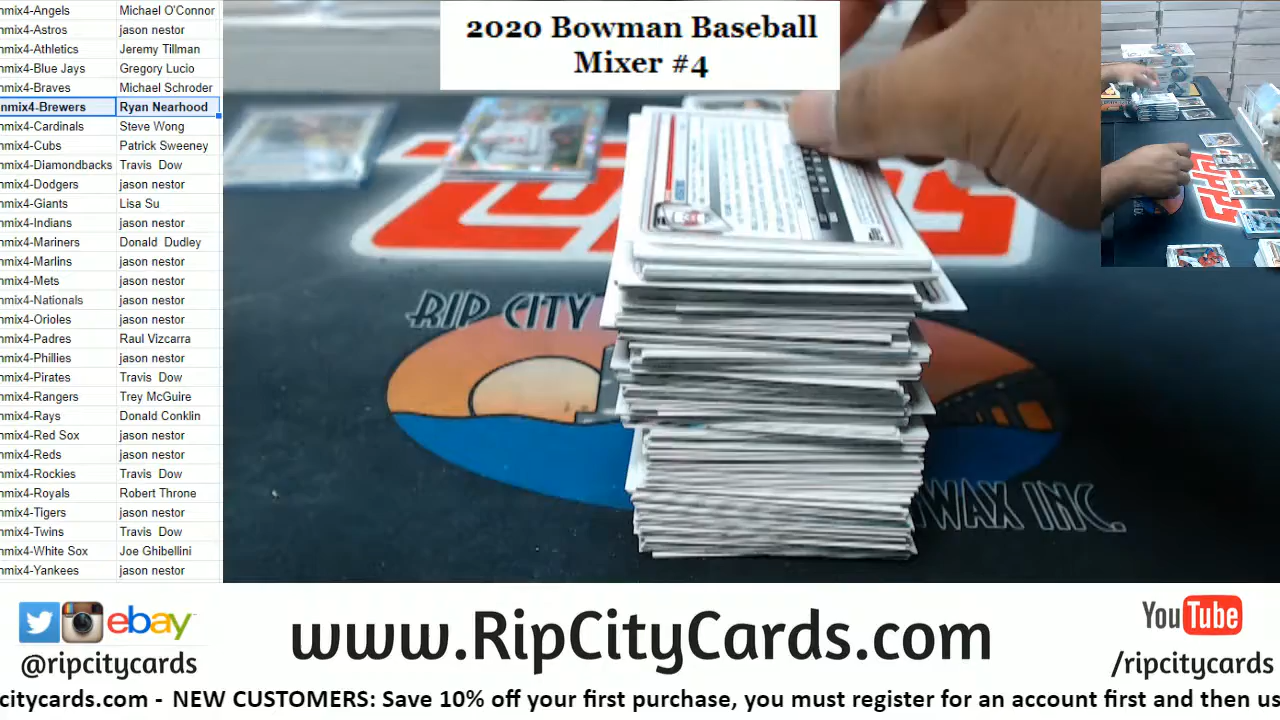 nmix4-Angels Michael O'Connor
nmix4-Astros jason nestor
nmix4-Athletics Jeremy Tillman
nmix4-Blue Jays Gregory Lucio
nmix4-Braves Michael Schroder
nmix4-Brewers Ryan Nearhood
nmix4-Cardinals Steve Wong
nmix4-Cubs Patrick Sweeney
nmix4-Diamondbacks Travis Dow
nmix4-Dodgers jason nestor
nmix4-Giants Lisa Su
nmix4-Indians jason nestor
nmix4-Mariners Donald Dudley
nmix4-Marlins jason nestor
nmix4-Mets jason nestor
nmix4-Nationals jason nestor
nmix4-Orioles jason nestor
nmix4-Padres Raul Vizcarra
nmix4-Phillies jason nestor
nmix4-Pirates Travis Dow
nmix4-Rangers Trey McGuire
nmix4-Rays Donald Conklin
nmix4-Red Sox jason nestor
nmix4-Reds jason nestor
nmix4-Rockies Travis Dow
nmix4-Royals Robert Throne
nmix4-Tigers jason nestor
nmix4-Twins Travis Dow
nmix4-White Sox Joe Ghibellini
nmix4-Yankees jason nestor
2020 Bowman Baseball
Mixer #4
RIP CITY
WAX INC.
ebay
@ripcitycards
www.RipCityCards.com
YouTube
/ripcitycards
citycards.com - NEW CUSTOMERS: Save 10% off your first purchase, you must register for an account first and then us